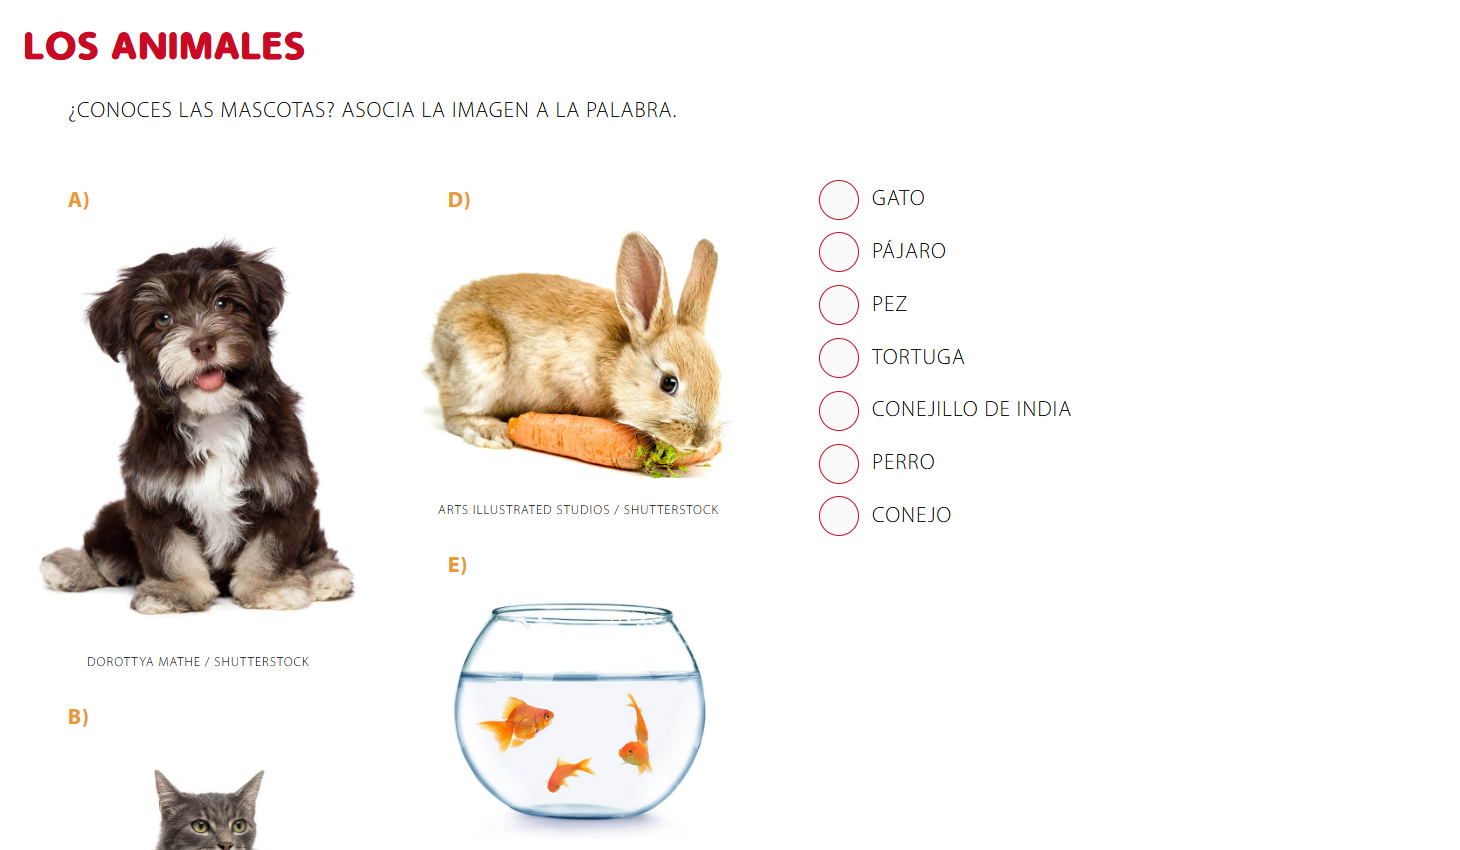 LOS ANIMALES
¿CONOCES LAS MASCOTAS? ASOCIA LA IMAGEN A LA PALABRA.
A)
DOROTTYA MATHE / SHUTTERSTOCK
B)
D)
ARTS ILLUSTRATED STUDIOS / SHUTTERSTOCK
E)
GATO
PÁJARO
PEZ
TORTUGA
CONEJILLO DE INDIA
PERRO
CONEJO